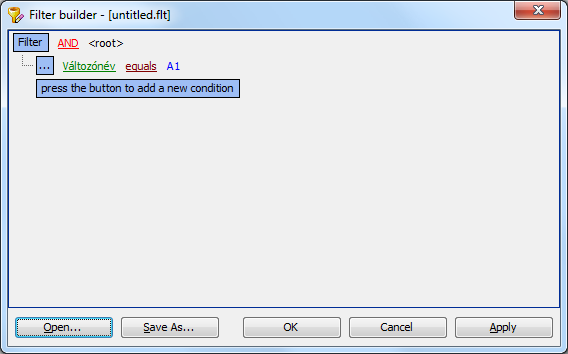 Filter builder - [untitled.flt]
Filter AND <root>
... Változónév equals A1
press the button to add a new condition
Open... Save As... OK Cancel Apply